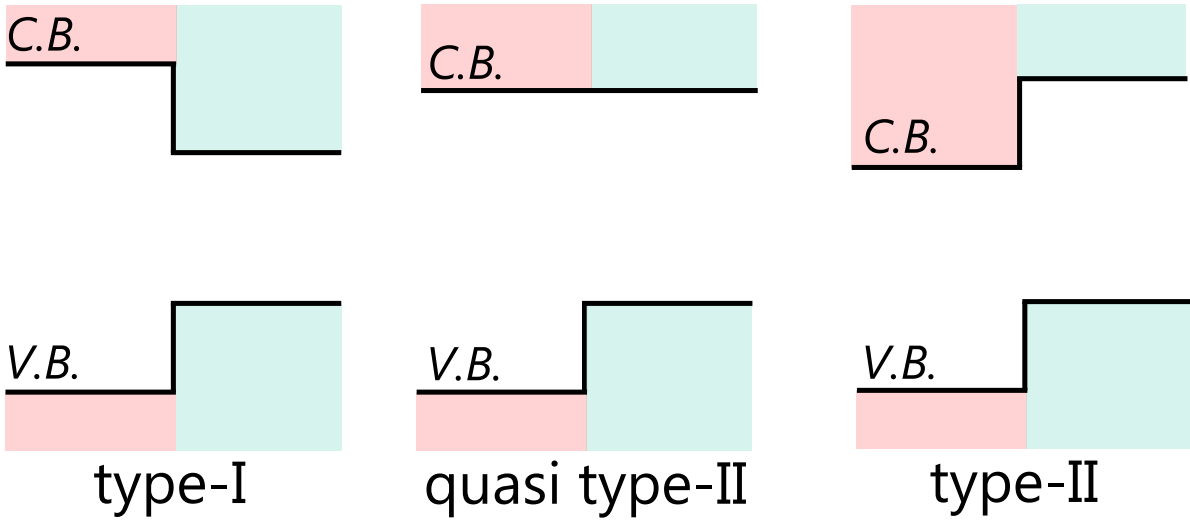 C.B.
C.B.
C.B.
V.B.
V.B.
V.B.
type-I
quasi type-II
type-II